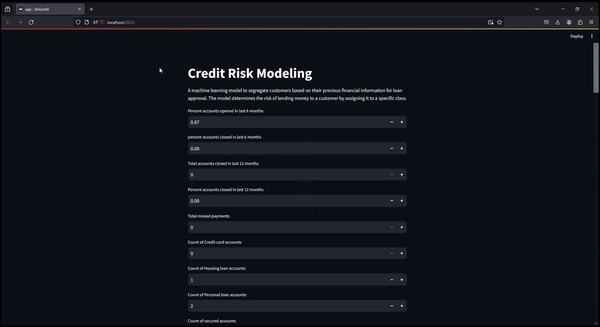 app · Streamlit
localhost:8502
Deploy
Credit Risk Modeling
A machine learning model to segregate customers based on their previous financial information for loan
approval. The model determines the risk of lending money to a customer by assigning it to a specific class.
Percent accounts opened in last 6 months
0.67
percent accounts closed in last 6 months
0.00
Total accounts closed in last 12 months
0
Percent accounts closed in last 12 months
0.00
Total missed payments
0
Count of Credit card accounts
0
Count of Housing loan accounts
1
Count of Personal loan accounts
2
Count of secured accounts